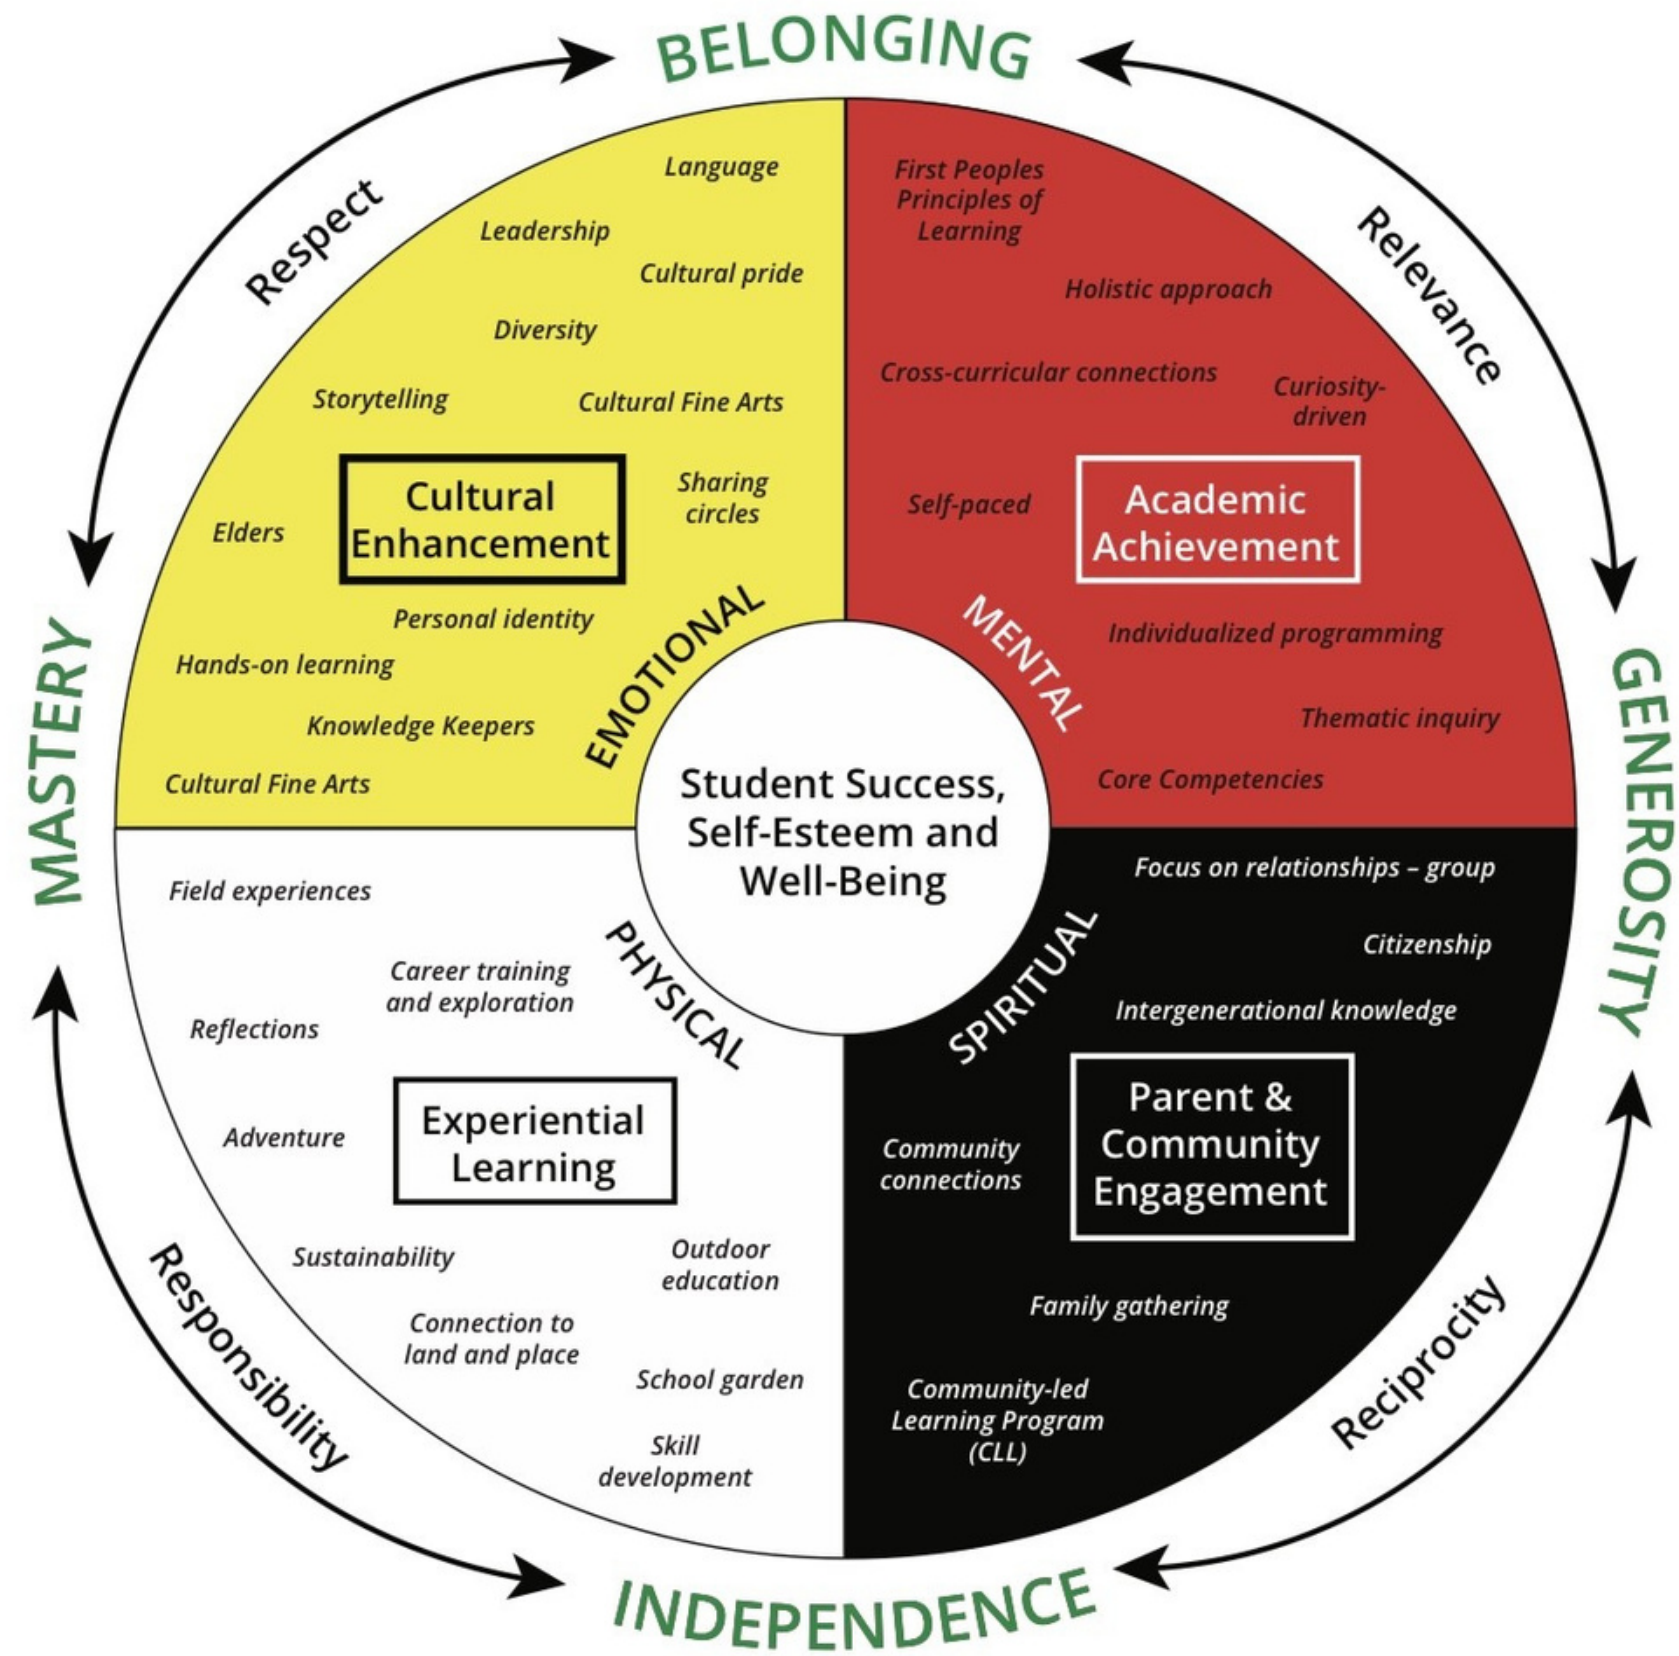 BELONGING
Respect
Relevance
MASTERY
GENEROSITY
Responsibility
Reciprocity
INDEPENDENCE
Language
Leadership
Cultural pride
Diversity
Storytelling
Cultural Fine Arts
Cultural
Enhancement
Sharing
circles
Elders
Personal identity
Hands-on learning
Knowledge Keepers
Cultural Fine Arts
EMOTIONAL
First Peoples
Principles of
Learning
Holistic approach
Cross-curricular connections
Curiosity-
driven
Self-paced
Academic
Achievement
MENTAL
Individualized programming
Thematic inquiry
Core Competencies
Student Success,
Self-Esteem and
Well-Being
Field experiences
Career training
and exploration
PHYSICAL
Reflections
Adventure
Experiential
Learning
Sustainability
Outdoor
education
Connection to
land and place
School garden
Skill
development
Focus on relationships – group
Citizenship
SPIRITUAL
Intergenerational knowledge
Parent &
Community
Engagement
Community
connections
Family gathering
Community-led
Learning Program
(CLL)